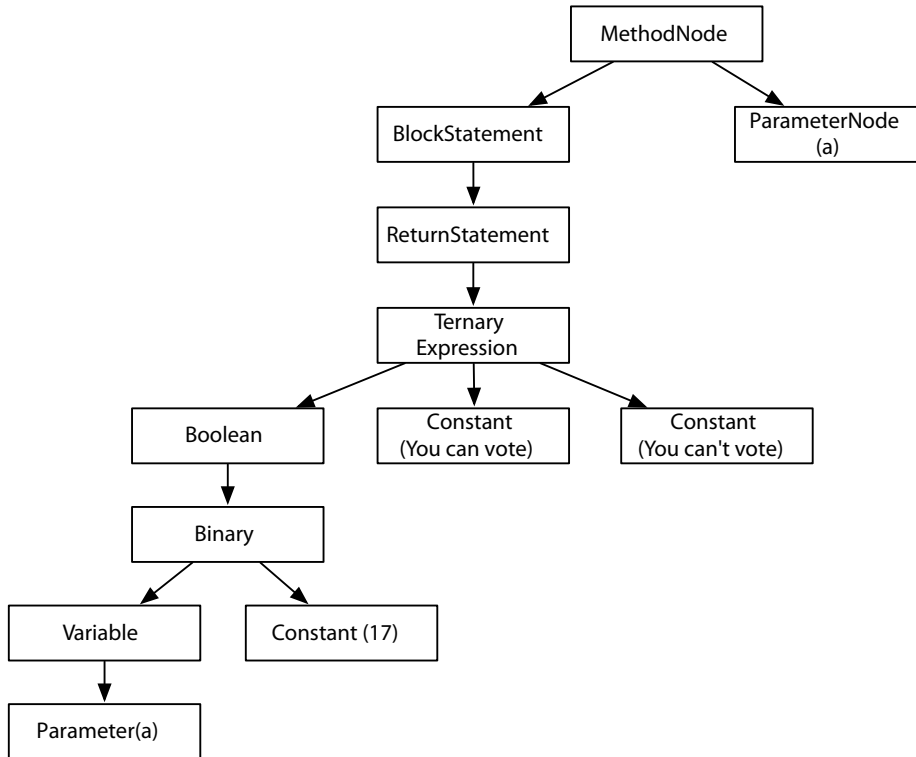 MethodNode
BlockStatement
ParameterNode
(a)
ReturnStatement
Ternary
Expression
Boolean
Constant
(You can vote)
Constant
(You can't vote)
Binary
Variable
Constant (17)
Parameter(a)